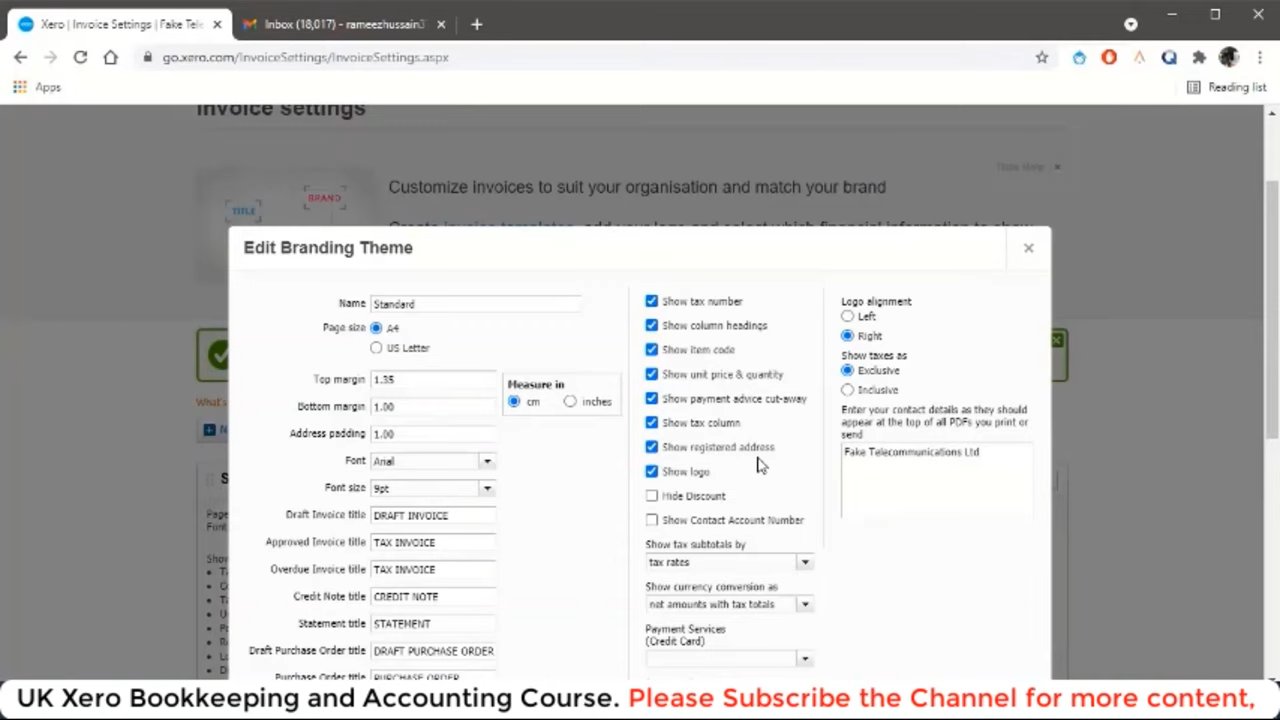 Xero | Invoice Settings | Fake Tele
Inbox (18,017) - rameezhussain3
go.xero.com/InvoiceSettings/InvoiceSettings.aspx
Apps
Reading list
Invoice Settings
TITLE
BRAND
Customize invoices to suit your organisation and match your brand
Edit Branding Theme
Name
Standard
Page size
A4
US Letter
Top margin
1.35
Bottom margin
1.00
Address padding
1.00
Measure in
cm
inches
Font
Arial
Font size
9pt
Draft Invoice title
DRAFT INVOICE
Approved Invoice title
TAX INVOICE
Overdue Invoice title
TAX INVOICE
Credit Note title
CREDIT NOTE
Statement title
STATEMENT
Draft Purchase Order title
DRAFT PURCHASE ORDER
Purchase Order title
PURCHASE ORDER
Show tax number
Show column headings
Show item code
Show unit price & quantity
Show payment advice cut-away
Show tax column
Show registered address
Show logo
Hide Discount
Show Contact Account Number
Show tax subtotals by
tax rates
Show currency conversion as
net amounts with tax totals
Payment Services
(Credit Card)
Logo alignment
Left
Right
Show taxes as
Exclusive
Inclusive
Enter your contact details as they should
appear at the top of all PDFs you print or
send
Fake Telecommunications Ltd
UK Xero Bookkeeping and Accounting Course. Please Subscribe the Channel for more content,